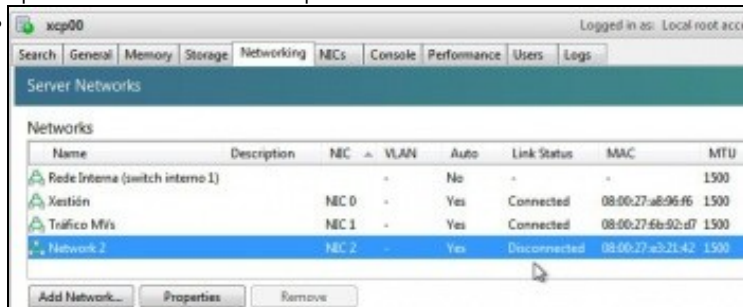 xcp00 Logged in as: Local root acc
Search General Memory Storage Networking NICs Console Performance Users Logs
Server Networks
Networks
Name Description NIC VLAN Auto Link Status MAC MTU
Rede Interna (switch interno 1) - No - - 1500
Xestión NIC 0 - Yes Connected 08:00:27:a8:96:f6 1500
Tráfico MVs NIC 1 - Yes Connected 08:00:27:6b:92:d7 1500
Network 2 NIC 2 - Yes Disconnected 08:00:27:e3:21:42 1500
Add Network... Properties Remove